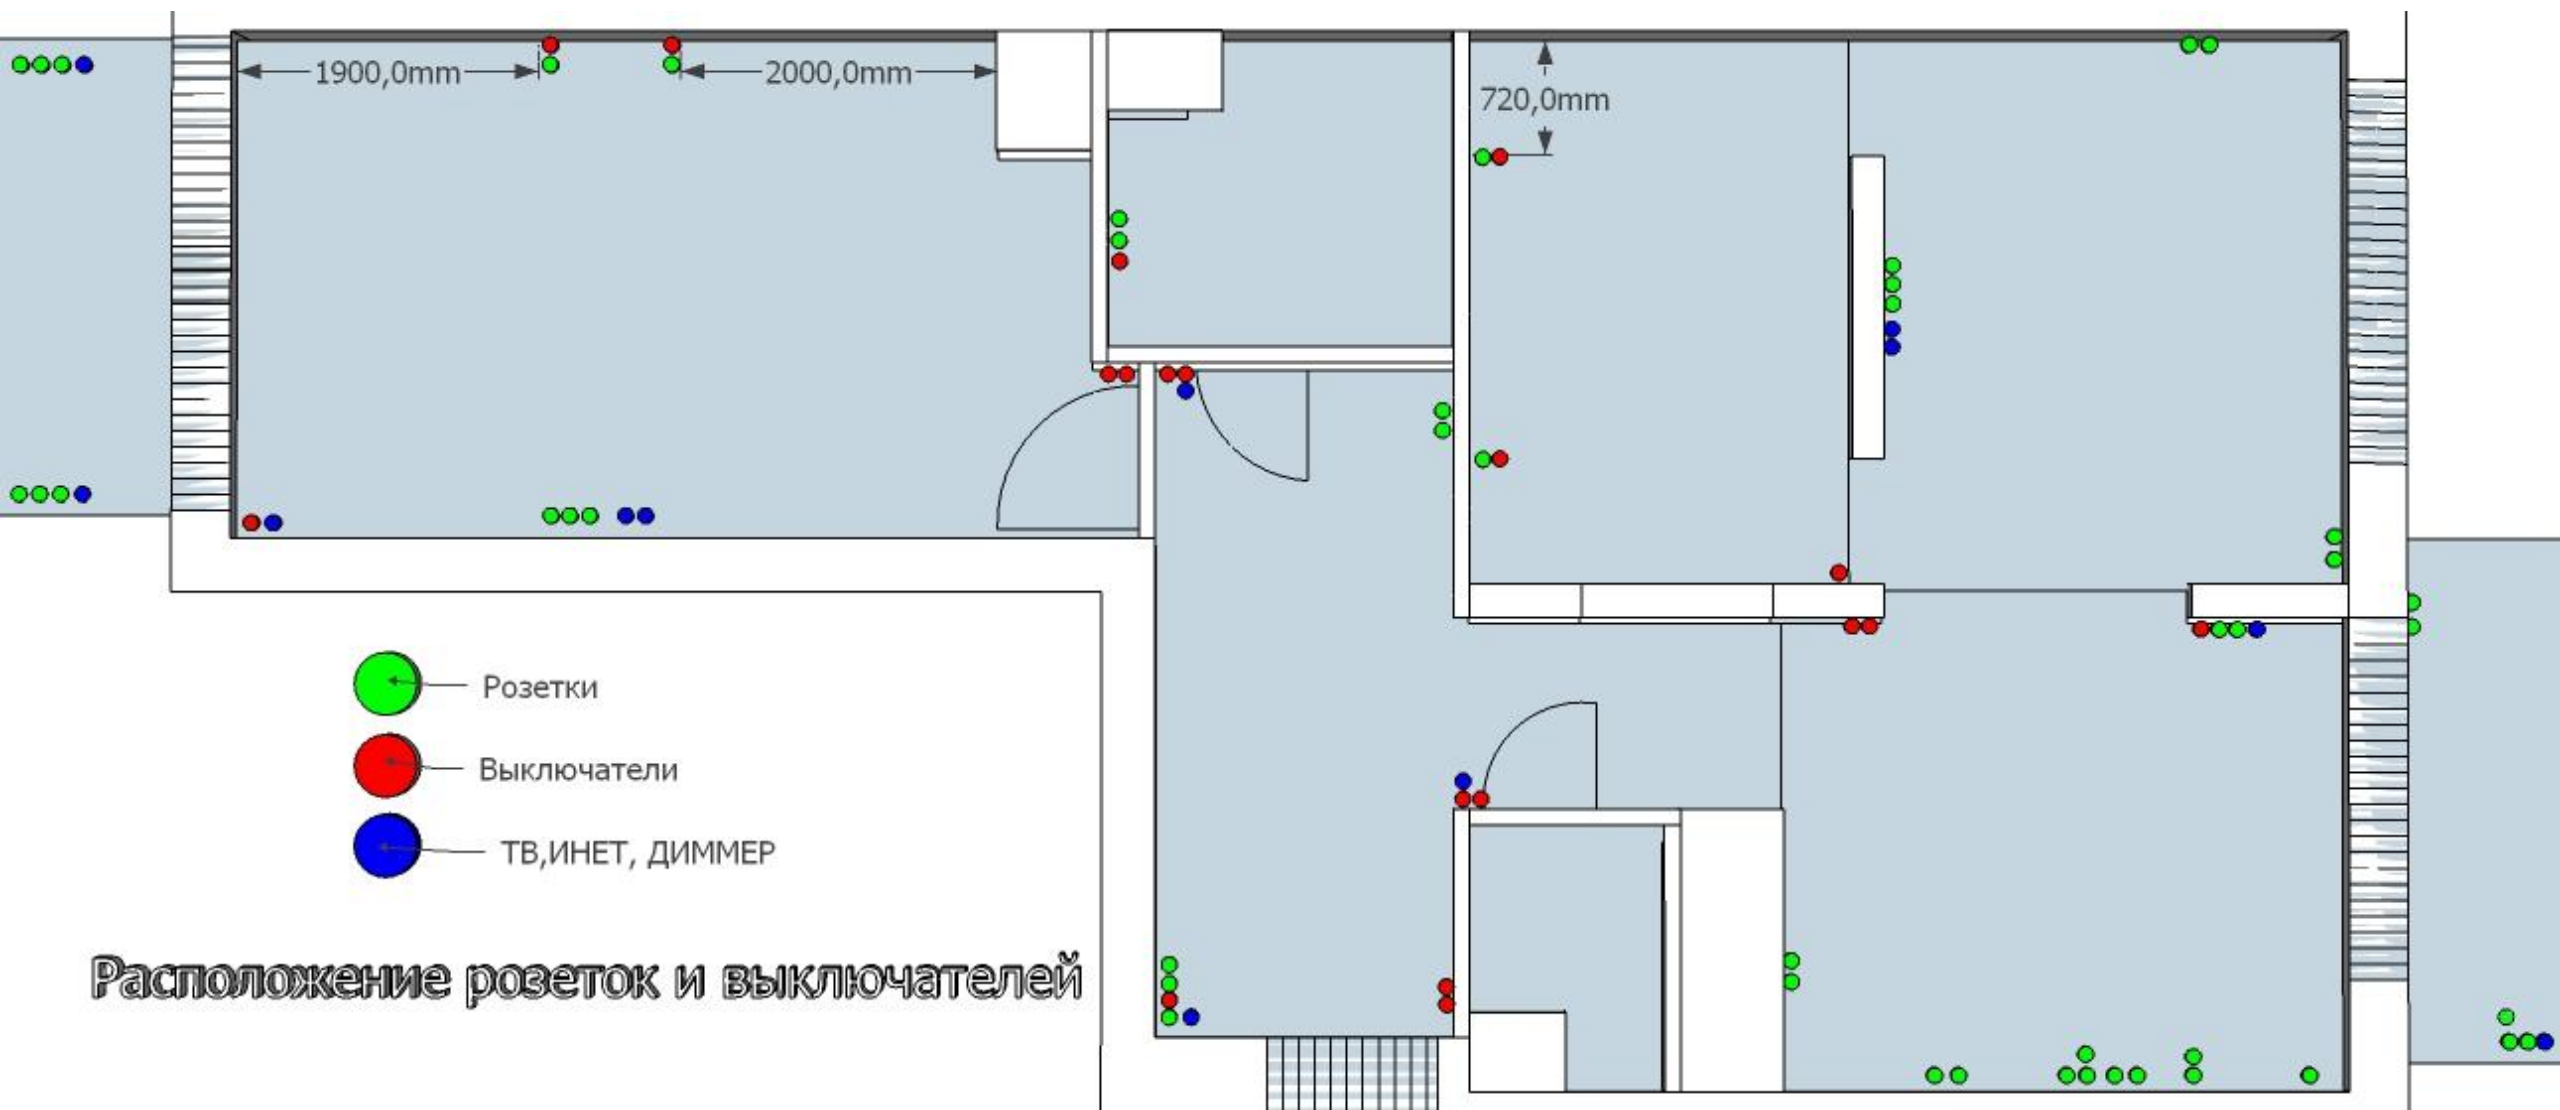 1900,0mm
2000,0mm
720,0mm
Розетки
Выключатели
ТВ,ИНЕТ, ДИММЕР
Расположение розеток и выключателей